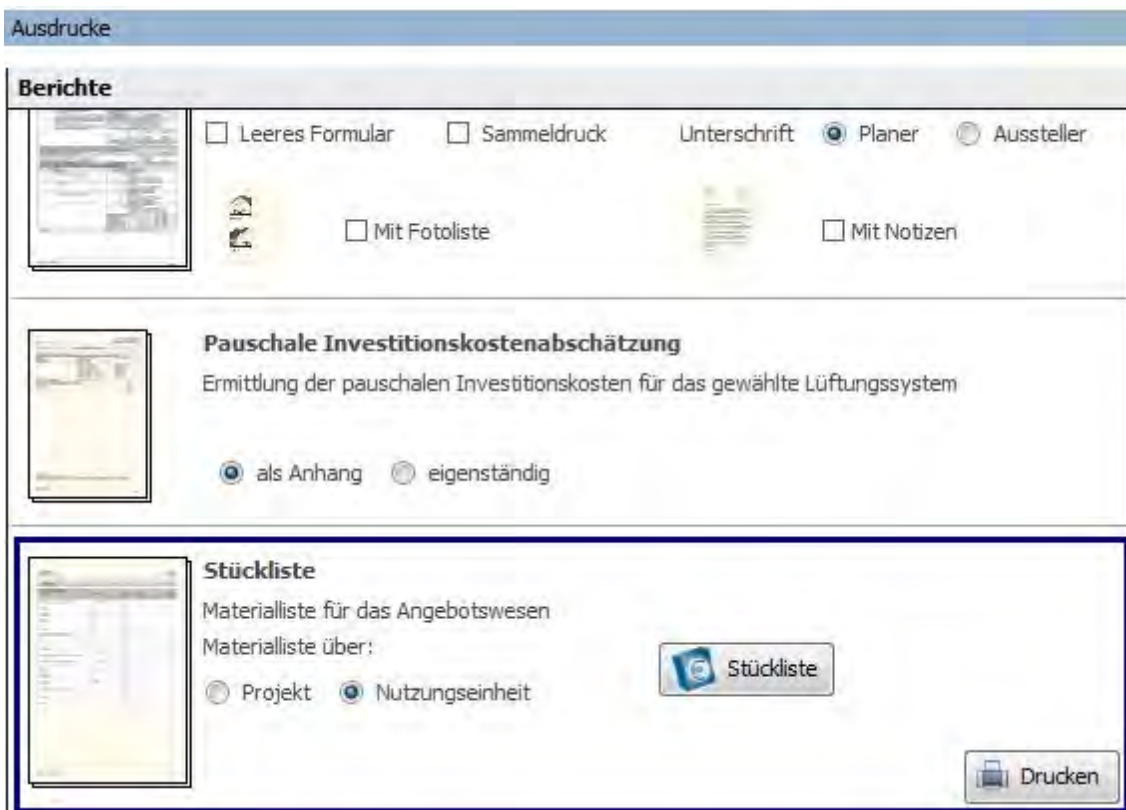 Ausdrucke
Berichte
Leeres Formular Sammeldruck Unterschrift Planer Aussteller
Mit Fotoliste Mit Notizen
Pauschale Investitionskostenabschätzung
Ermittlung der pauschalen Investitionskosten für das gewählte Lüftungssystem
als Anhang eigenständig
Stückliste
Materialliste für das Angebotswesen
Materialliste über:
Stückliste
Projekt Nutzungseinheit
Drucken